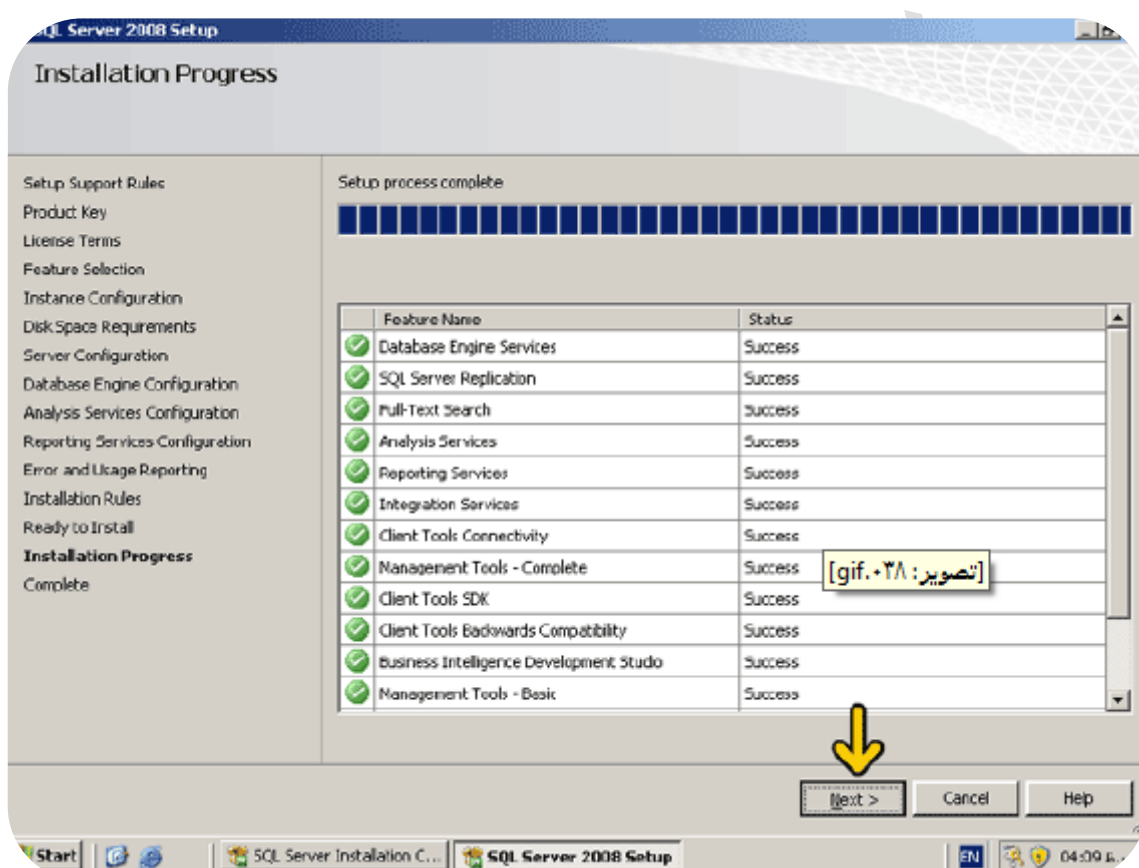 SQL Server 2008 Setup
Installation Progress
Setup Support Rules
Product Key
License Terms
Feature Selection
Instance Configuration
Disk Space Requirements
Server Configuration
Database Engine Configuration
Analysis Services Configuration
Reporting Services Configuration
Error and Usage Reporting
Installation Rules
Ready to Install
Installation Progress
Complete
Setup process complete
Feature Name Status
Database Engine Services Success
SQL Server Replication Success
Full-Text Search Success
Analysis Services Success
Reporting Services Success
Integration Services Success
Client Tools Connectivity Success
Management Tools - Complete Success
[تصویر: ۰۳۸.gif]
Client Tools SDK Success
Client Tools Backwards Compatibility Success
Business Intelligence Development Studio Success
Management Tools - Basic Success
Next > Cancel Help
Start SQL Server Installation C... SQL Server 2008 Setup EN 04:09